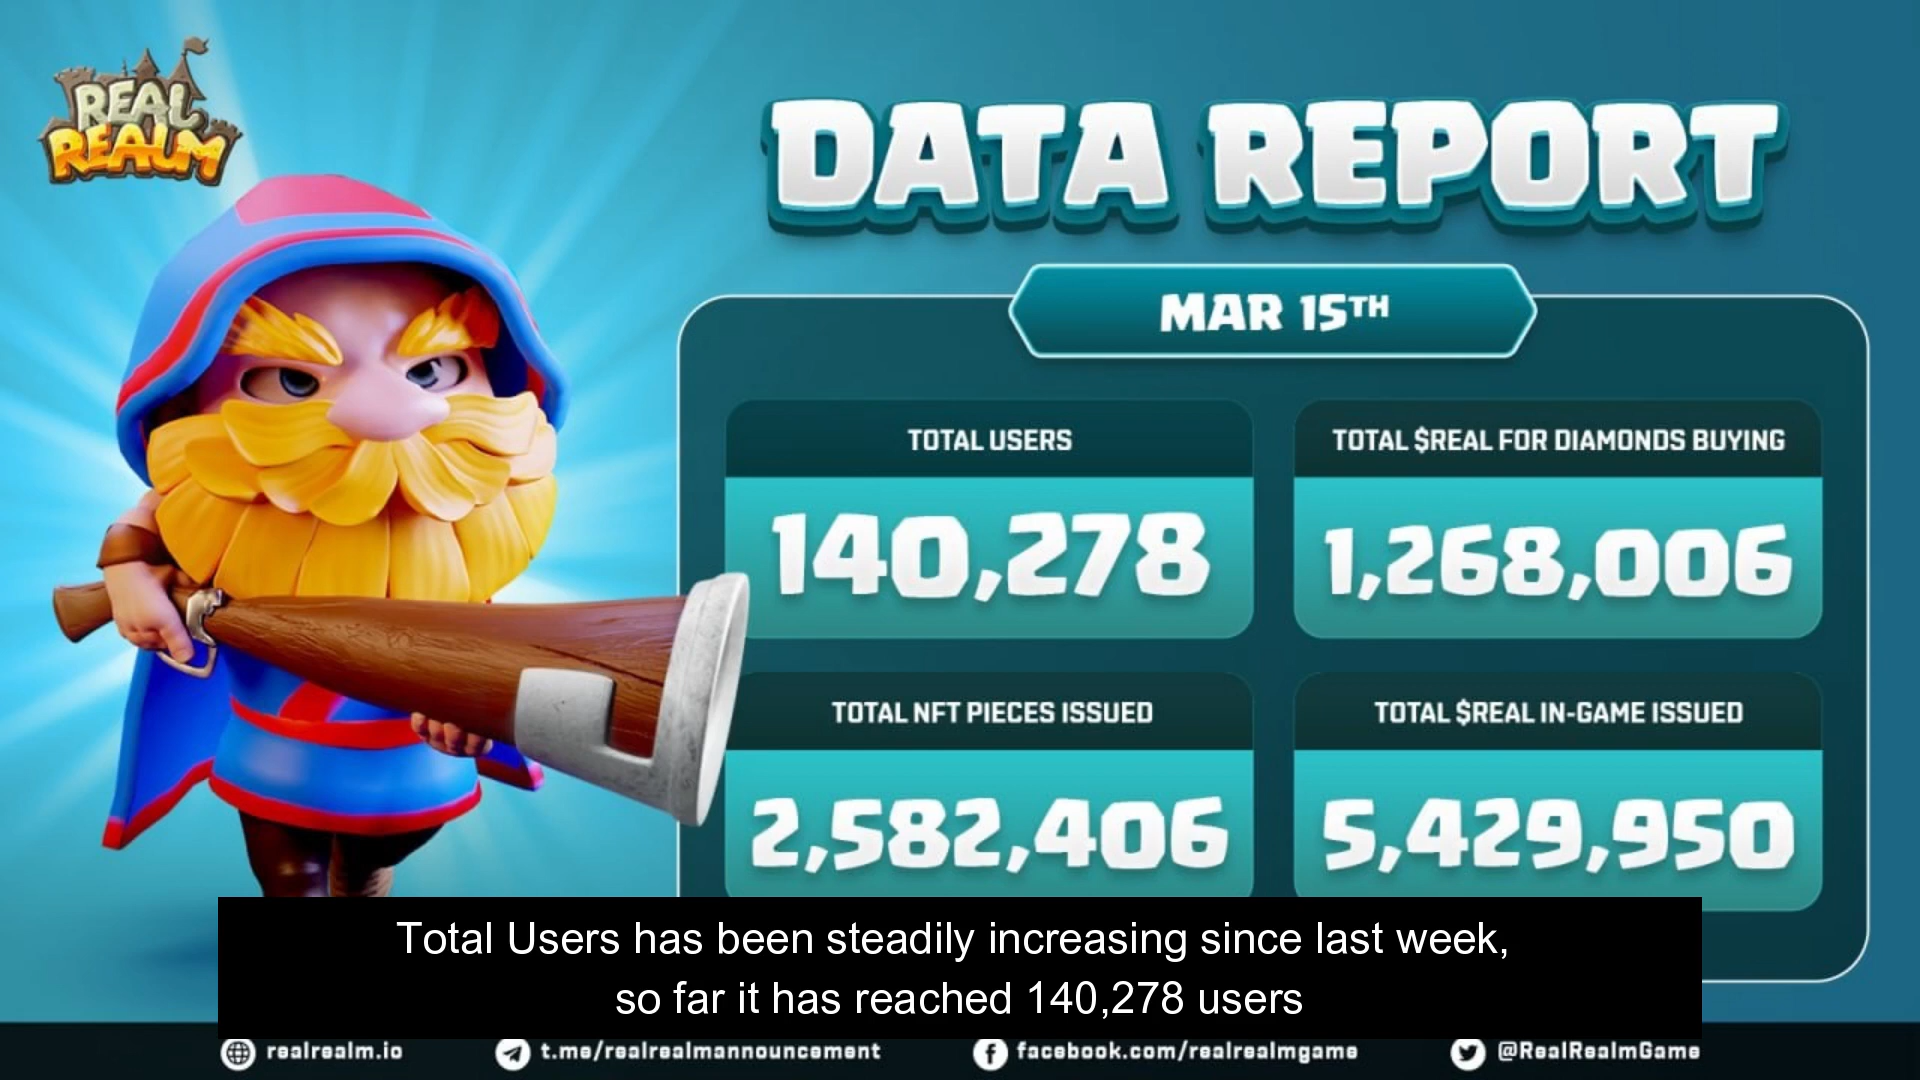 REAL
REALM
DATA REPORT
MAR 15TH
TOTAL USERS
140,278
TOTAL $REAL FOR DIAMONDS BUYING
1,268,006
TOTAL NFT PIECES ISSUED
2,582,406
TOTAL $REAL IN-GAME ISSUED
5,429,950
Total Users has been steadily increasing since last week,
so far it has reached 140,278 users
realrealm.io
t.me/realrealmannouncement
facebook.com/realrealmgame
@RealRealmGame